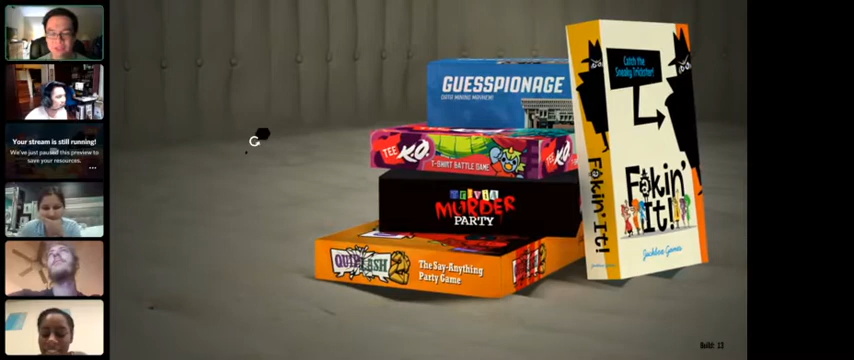 Your stream is still running!
We've just paused this preview to
save your resources.
GUESSPIONAGE
TEE
K.O.
T-SHIRT BATTLE GAME
TEE
K.O.
TRIVIA
MURDER
PARTY
QUIPLASH 2
The Say-Anything
Party Game
Catch the
Sneaky Trickster!
Fakin' It!
Fakin'
It!
Jackbox Games
Build: 13